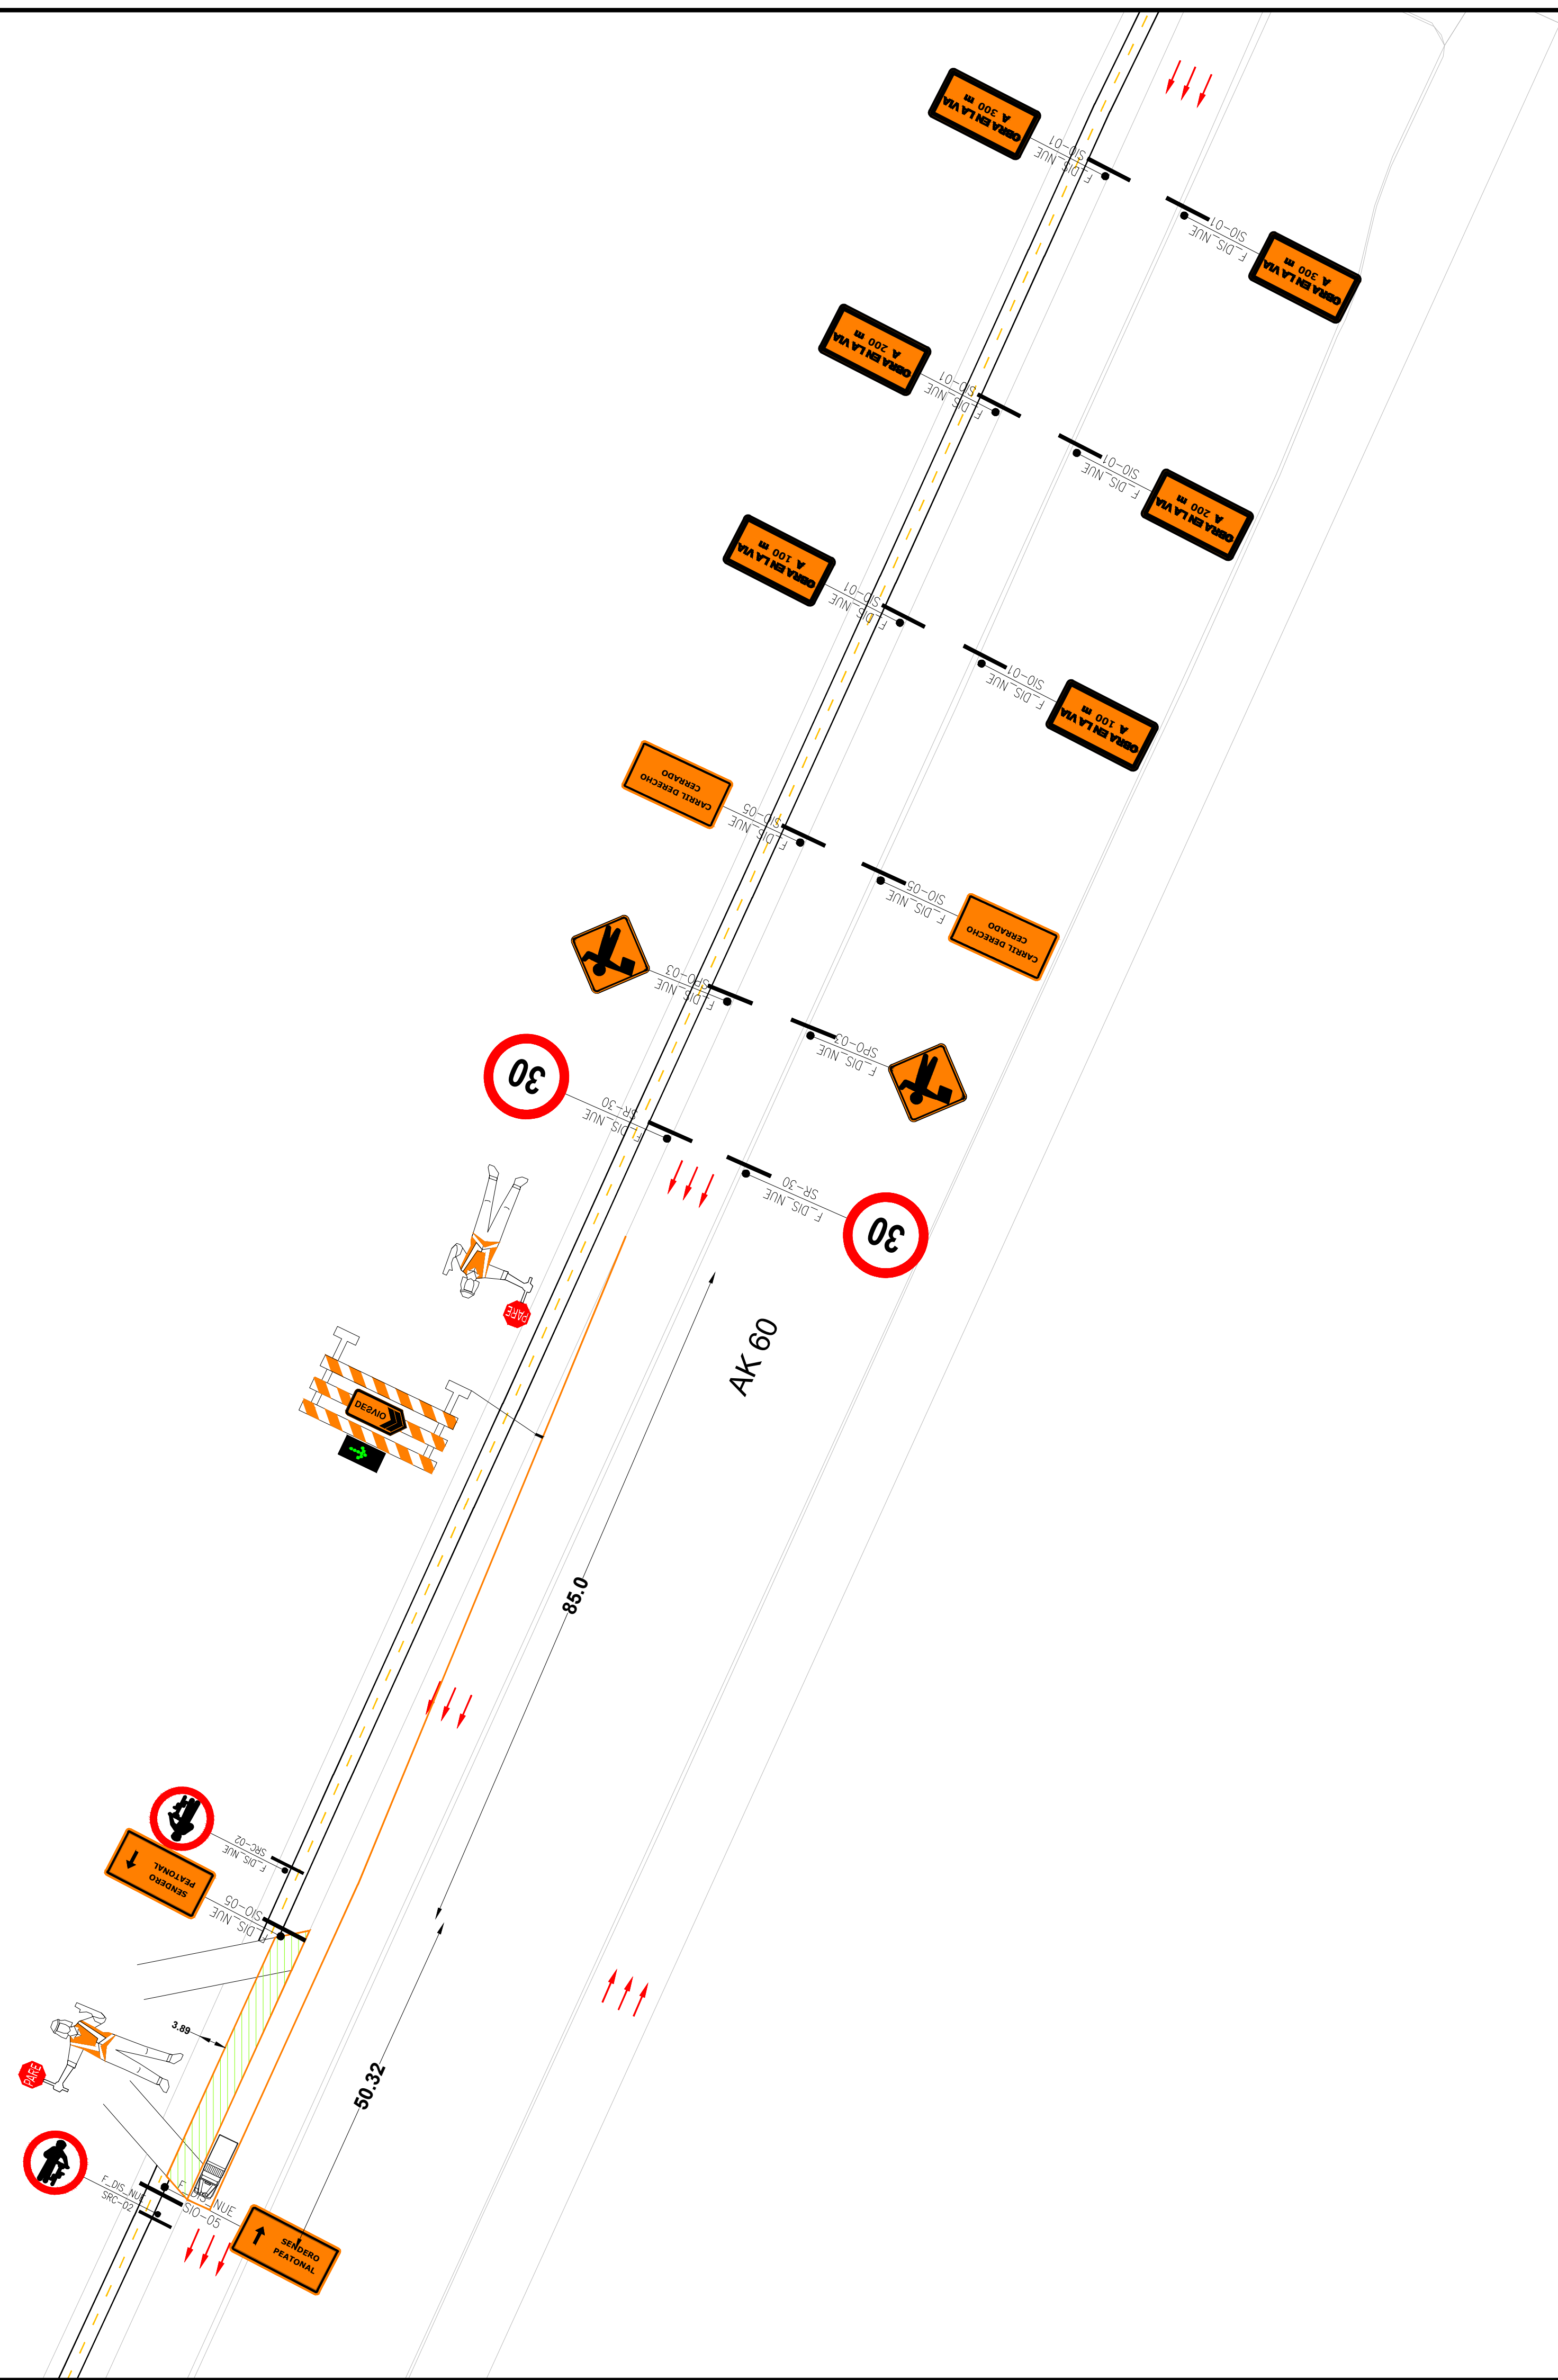 OBRA EN LA VIA
A 300 m
SIO-01
F_DIS_NUE
SIO-01
F_DIS_NUE
OBRA EN LA VIA
A 300 m
OBRA EN LA VIA
A 200 m
SIO-01
F_DIS_NUE
SIO-01
F_DIS_NUE
OBRA EN LA VIA
A 200 m
OBRA EN LA VIA
A 100 m
SIO-01
F_DIS_NUE
SIO-01
F_DIS_NUE
OBRA EN LA VIA
A 100 m
CARRIL DERECHO
CERRADO
SIO-05
F_DIS_NUE
SIO-05
F_DIS_NUE
CARRIL DERECHO
CERRADO
SPO-03
F_DIS_NUE
SPO-03
F_DIS_NUE
30
SR-30
F_DIS_NUE
SR-30
F_DIS_NUE
30
PARE
AK 60
DESVIO
85.0
SRC-02
F_DIS_NUE
SENDERO
PEATONAL
SIO-05
F_DIS_NUE
3.89
PARE
50.32
F_DIS_NUE
SRC-02
F_DIS_NUE
SIO-05
SENDERO
PEATONAL